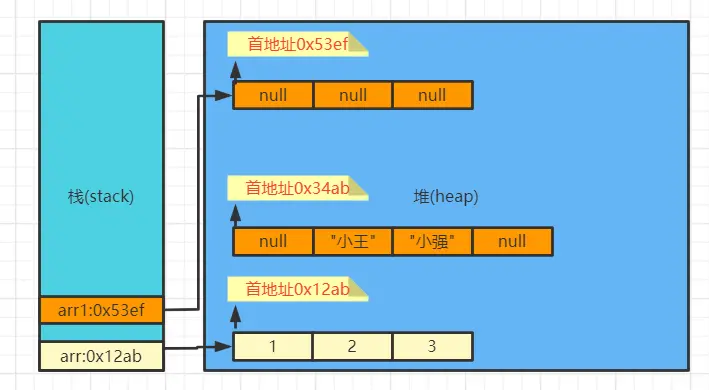 首地址0x53ef
null null null
栈(stack)
首地址0x34ab
堆(heap)
null "小王" "小强" null
首地址0x12ab
arr1:0x53ef
arr:0x12ab
1 2 3